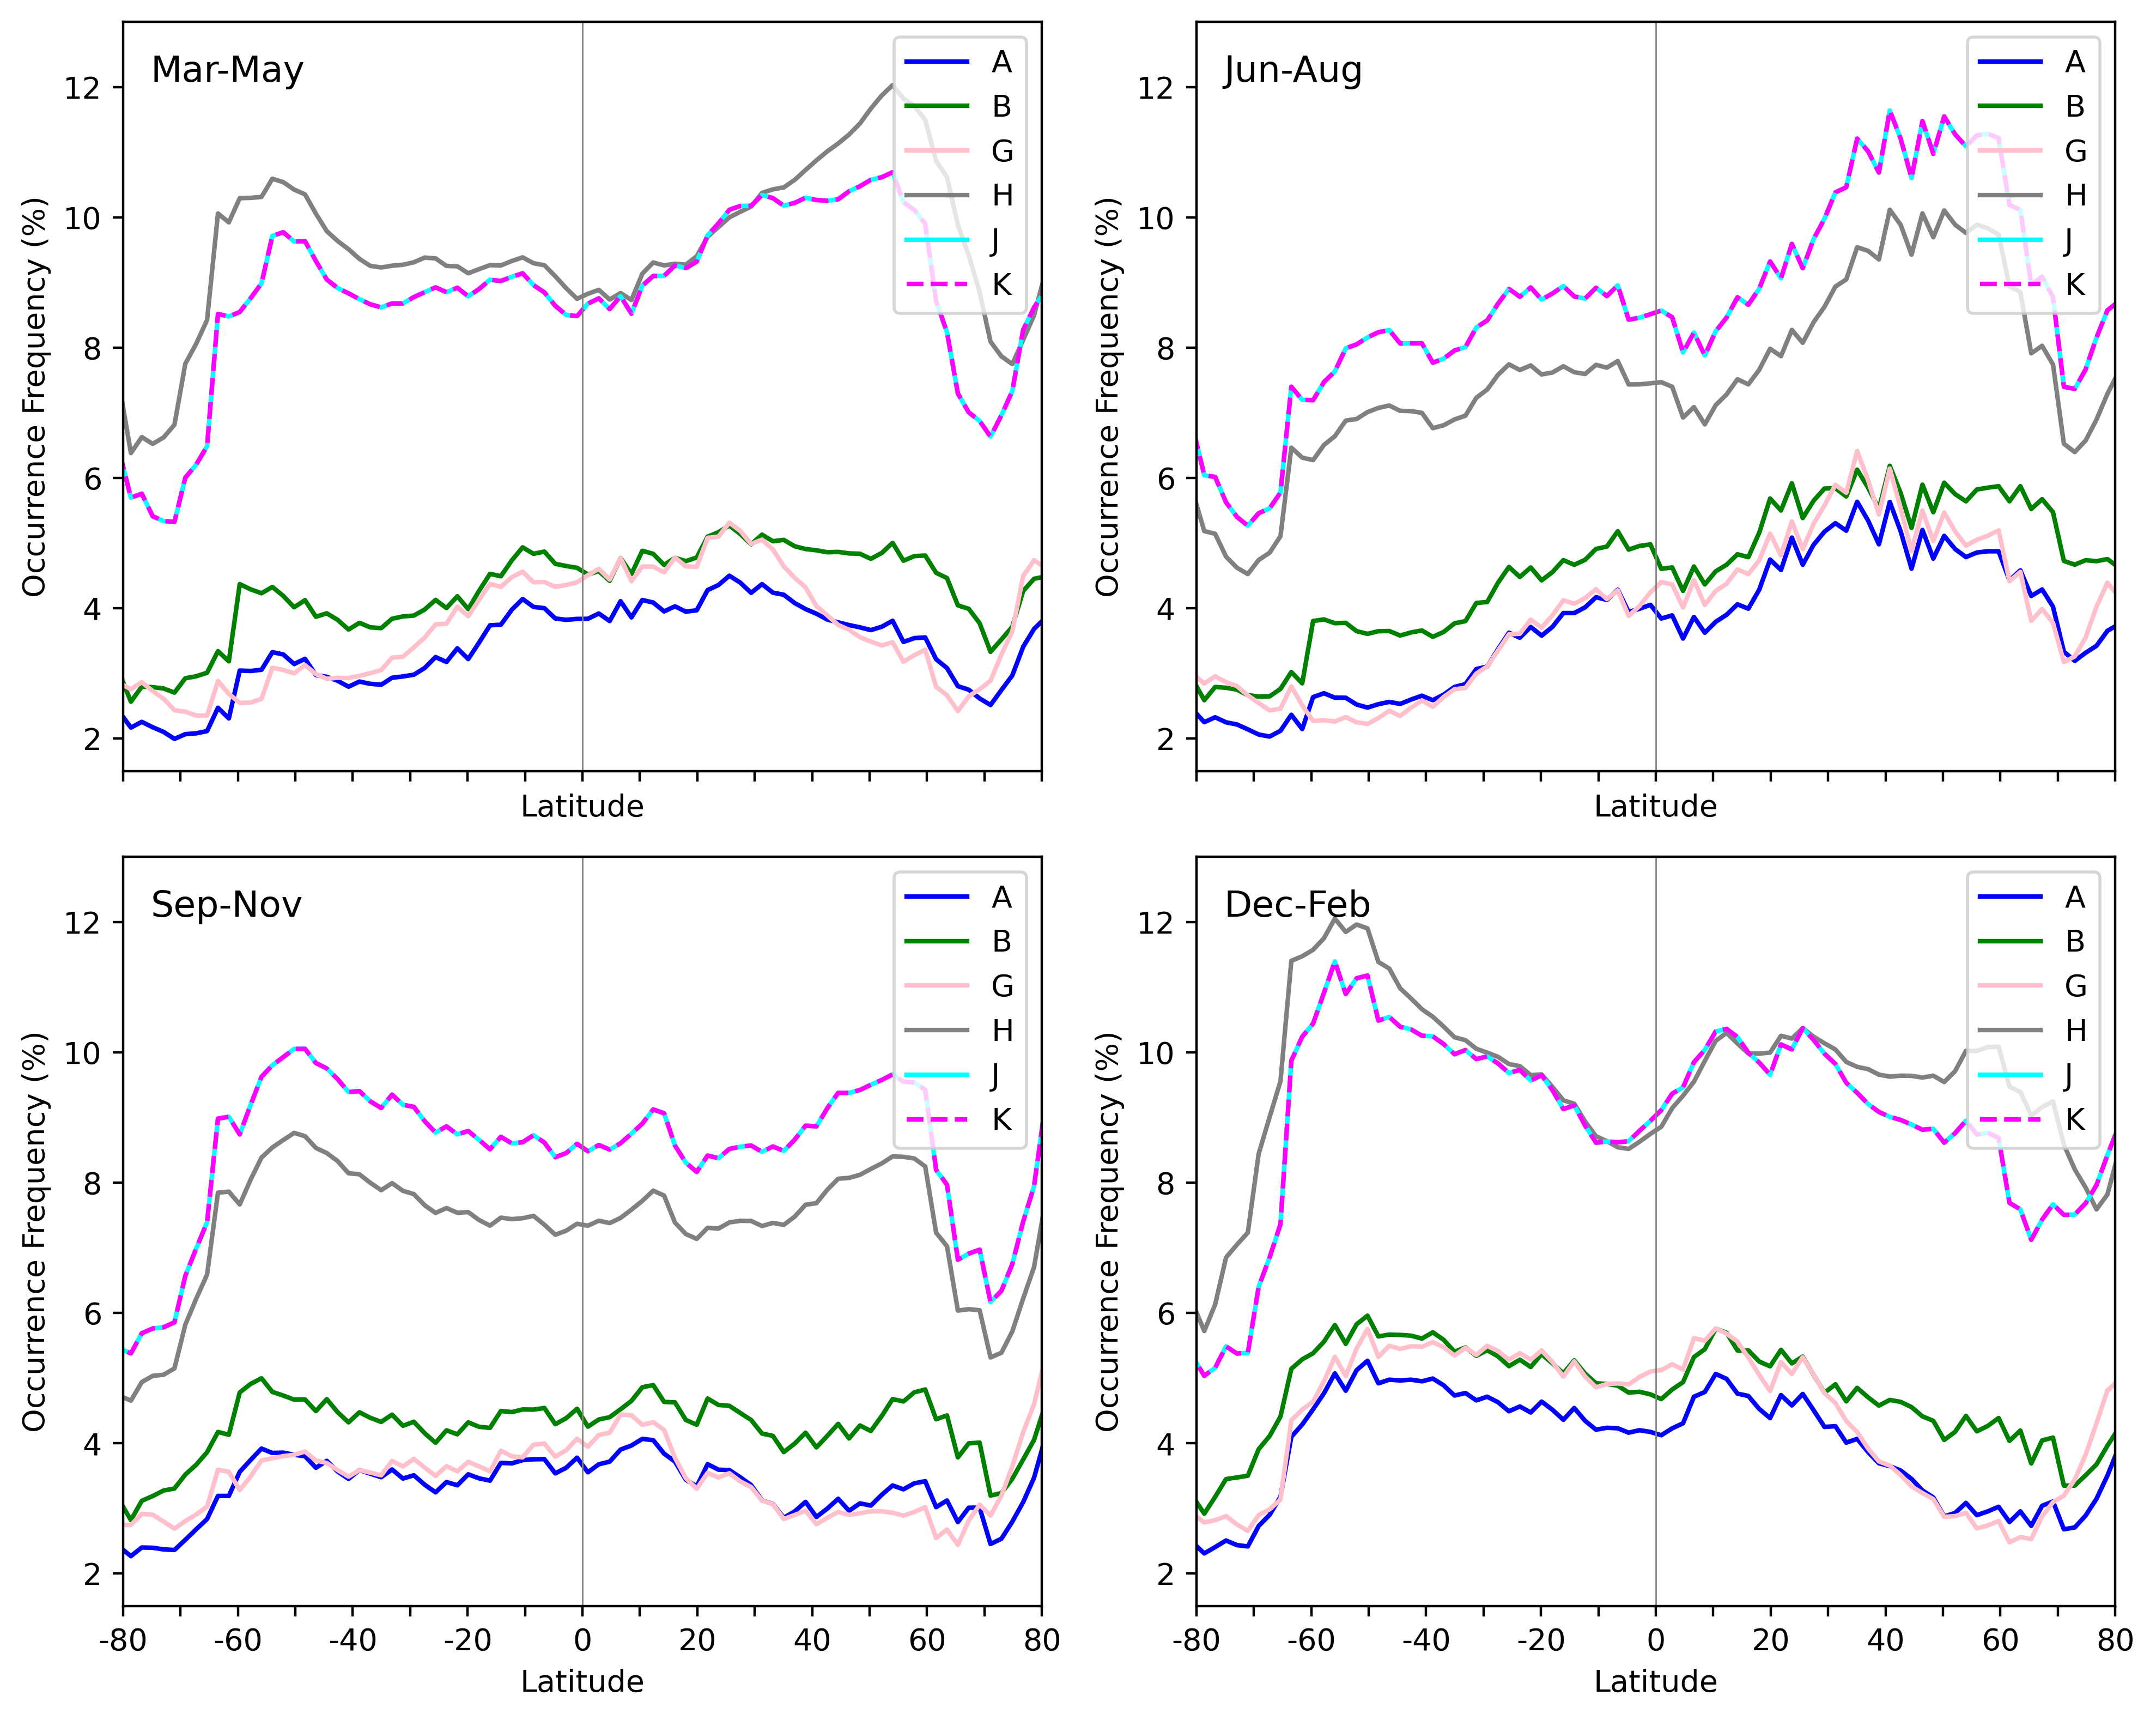 Mar-May
A
B
G
H
J
K
12
10
8
6
4
2
Occurrence Frequency (%)
Latitude
Jun-Aug
A
B
G
H
J
K
12
10
8
6
4
2
Occurrence Frequency (%)
Latitude
Sep-Nov
A
B
G
H
J
K
12
10
8
6
4
2
Occurrence Frequency (%)
-80 -60 -40 -20 0 20 40 60 80
Latitude
Dec-Feb
A
B
G
H
J
K
12
10
8
6
4
2
Occurrence Frequency (%)
-80 -60 -40 -20 0 20 40 60 80
Latitude